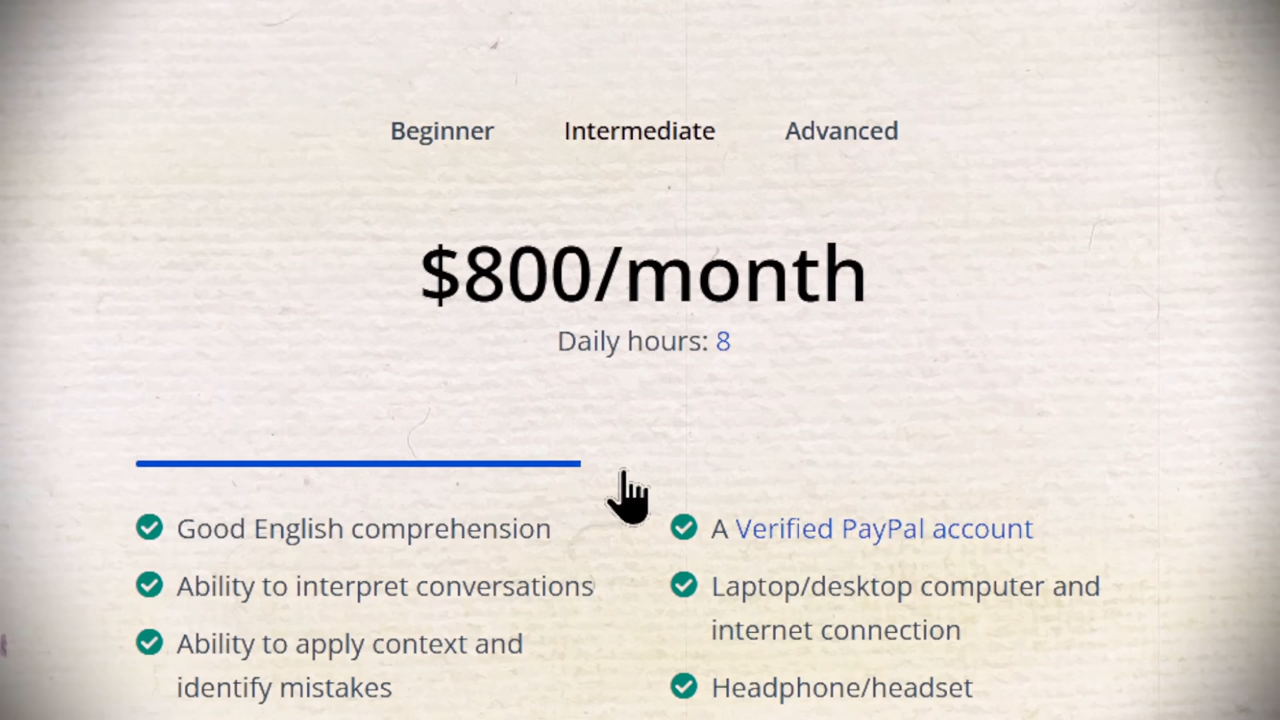 Beginner Intermediate Advanced
$800/month
Daily hours: 8
Good English comprehension
Ability to interpret conversations
Ability to apply context and
identify mistakes
A Verified PayPal account
Laptop/desktop computer and
internet connection
Headphone/headset